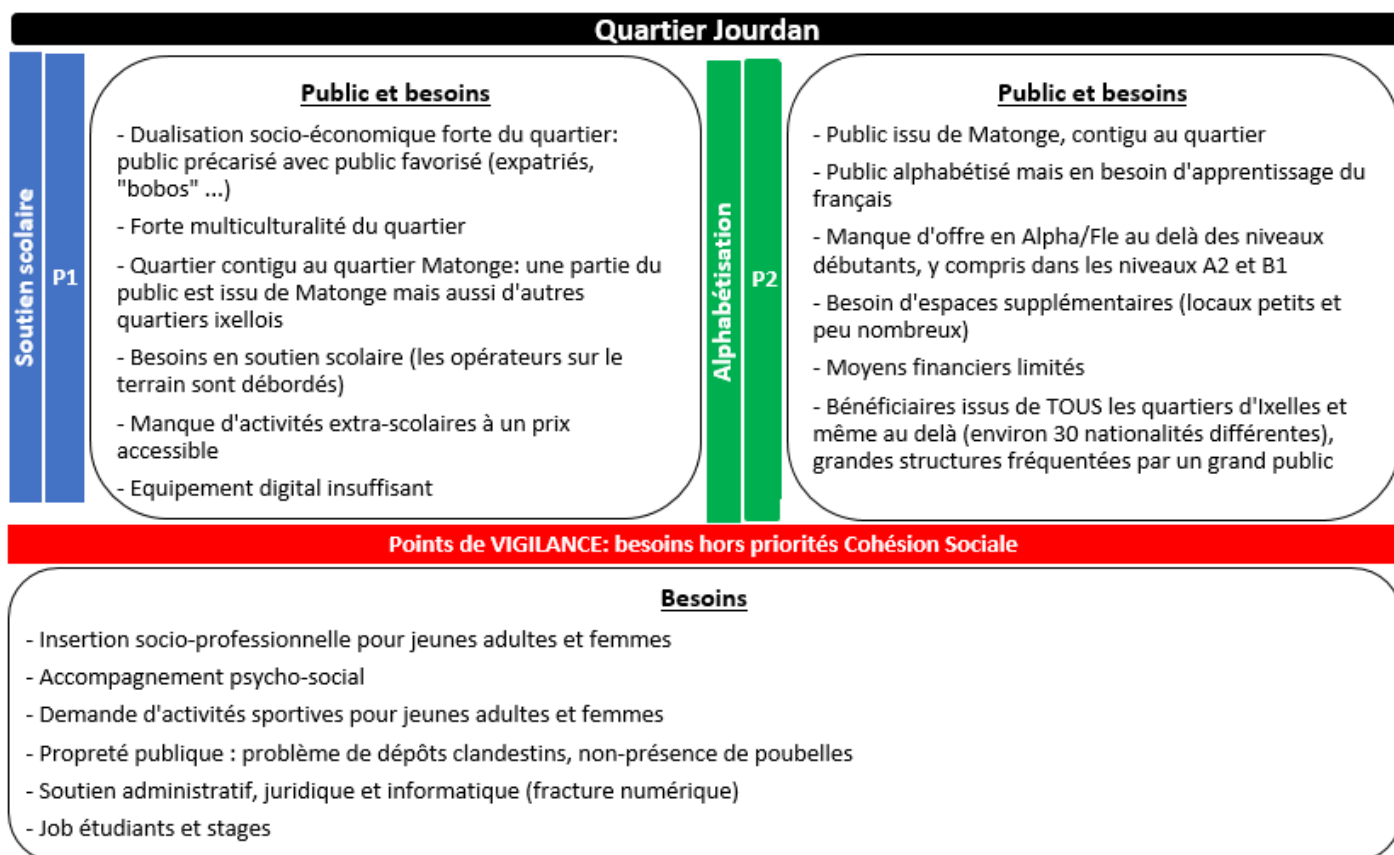 Quartier Jourdan
Soutien scolaire
P1
Public et besoins
- Dualisation socio-économique forte du quartier:
public précarisé avec public favorisé (expatriés,
"bobos" ...)
- Forte multiculturalité du quartier
- Quartier contigu au quartier Matonge: une partie du
public est issu de Matonge mais aussi d'autres
quartiers ixellois
- Besoins en soutien scolaire (les opérateurs sur le
terrain sont débordés)
- Manque d'activités extra-scolaires à un prix
accessible
- Equipement digital insuffisant
Alphabétisation
P2
Public et besoins
- Public issu de Matonge, contigu au quartier
- Public alphabétisé mais en besoin d'apprentissage du
français
- Manque d'offre en Alpha/Fle au delà des niveaux
débutants, y compris dans les niveaux A2 et B1
- Besoin d'espaces supplémentaires (locaux petits et
peu nombreux)
- Moyens financiers limités
- Bénéficiaires issus de TOUS les quartiers d'Ixelles et
même au delà (environ 30 nationalités différentes),
grandes structures fréquentées par un grand public
Points de VIGILANCE: besoins hors priorités Cohésion Sociale
Besoins
- Insertion socio-professionnelle pour jeunes adultes et femmes
- Accompagnement psycho-social
- Demande d'activités sportives pour jeunes adultes et femmes
- Propreté publique : problème de dépôts clandestins, non-présence de poubelles
- Soutien administratif, juridique et informatique (fracture numérique)
- Job étudiants et stages